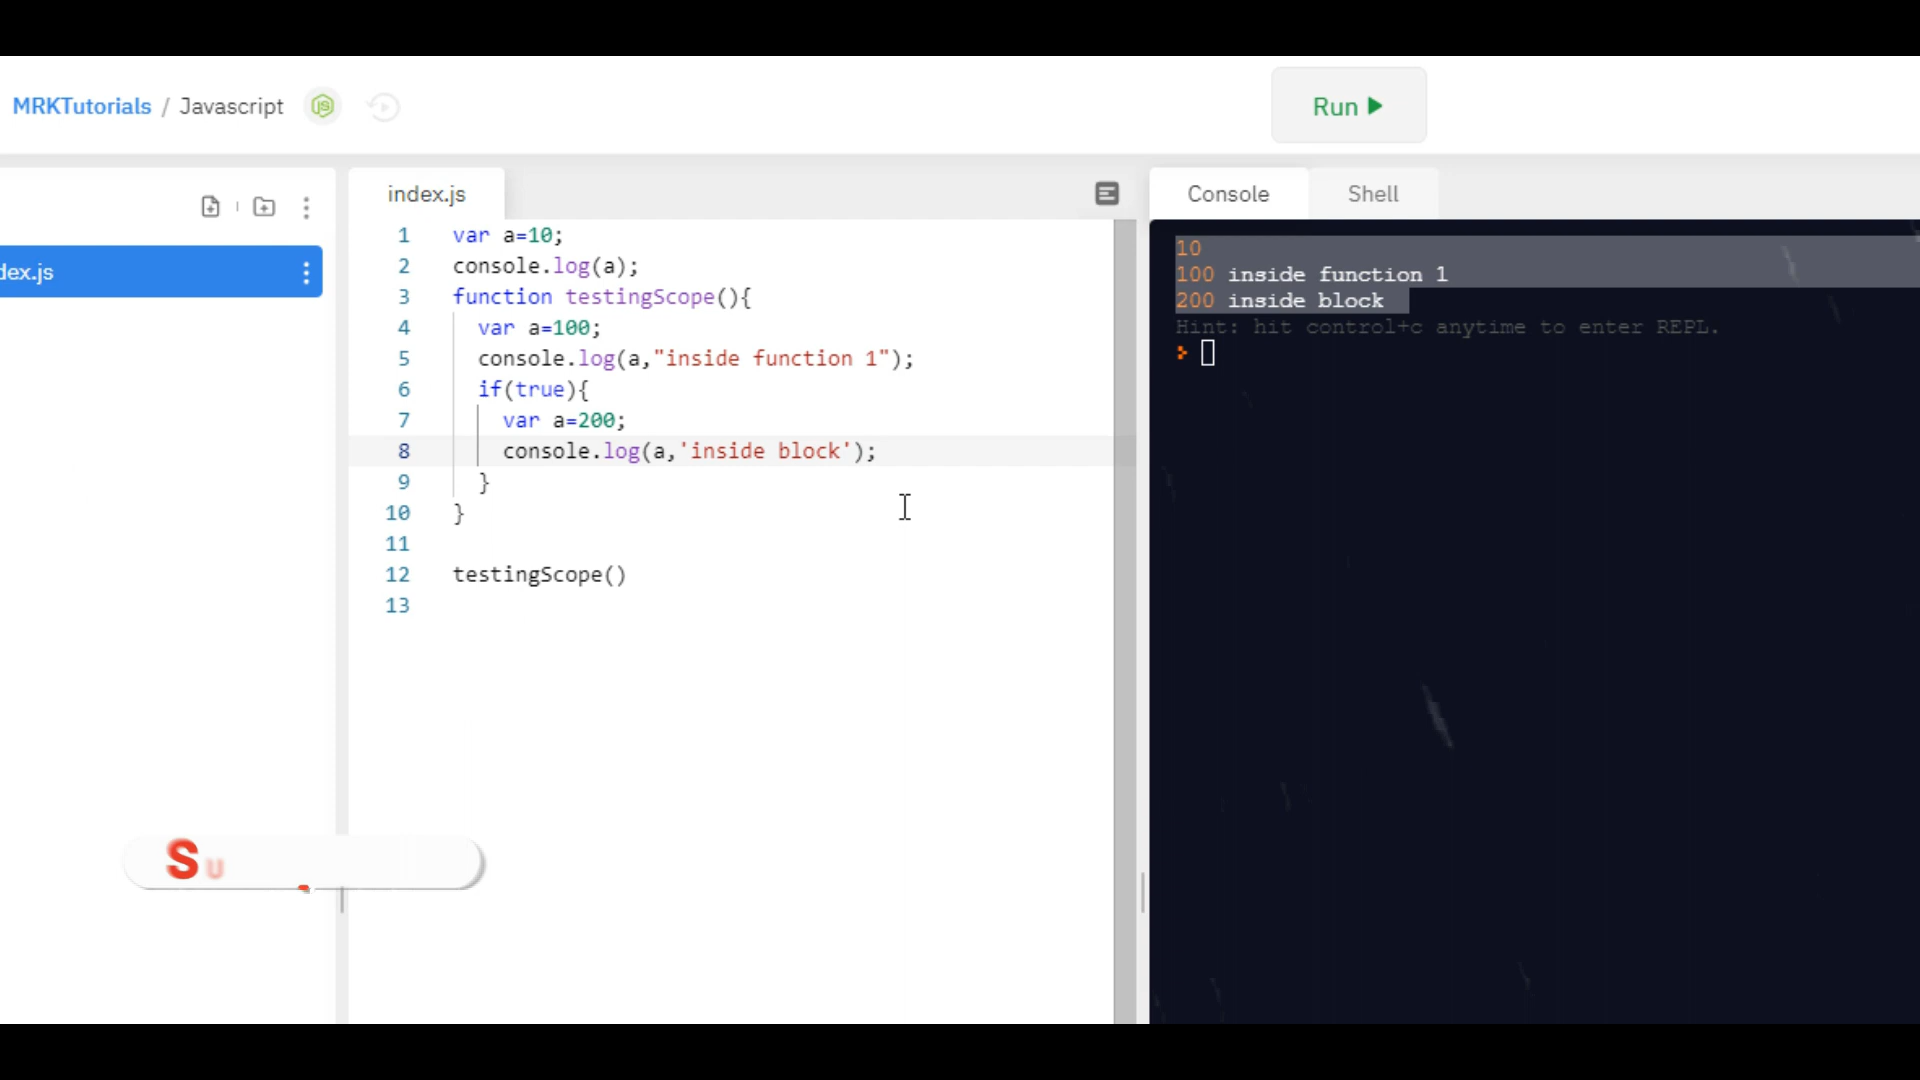 MRKTutorials / Javascript
Run
dex.js
index.js
Console
Shell
1 var a=10;
2 console.log(a);
3 function testingScope(){
4 var a=100;
5 console.log(a,"inside function 1");
6 if(true){
7 var a=200;
8 console.log(a,'inside block');
9 }
10 }
11
12 testingScope()
13
10
100 inside function 1
200 inside block
Hint: hit control+c anytime to enter REPL.
S U